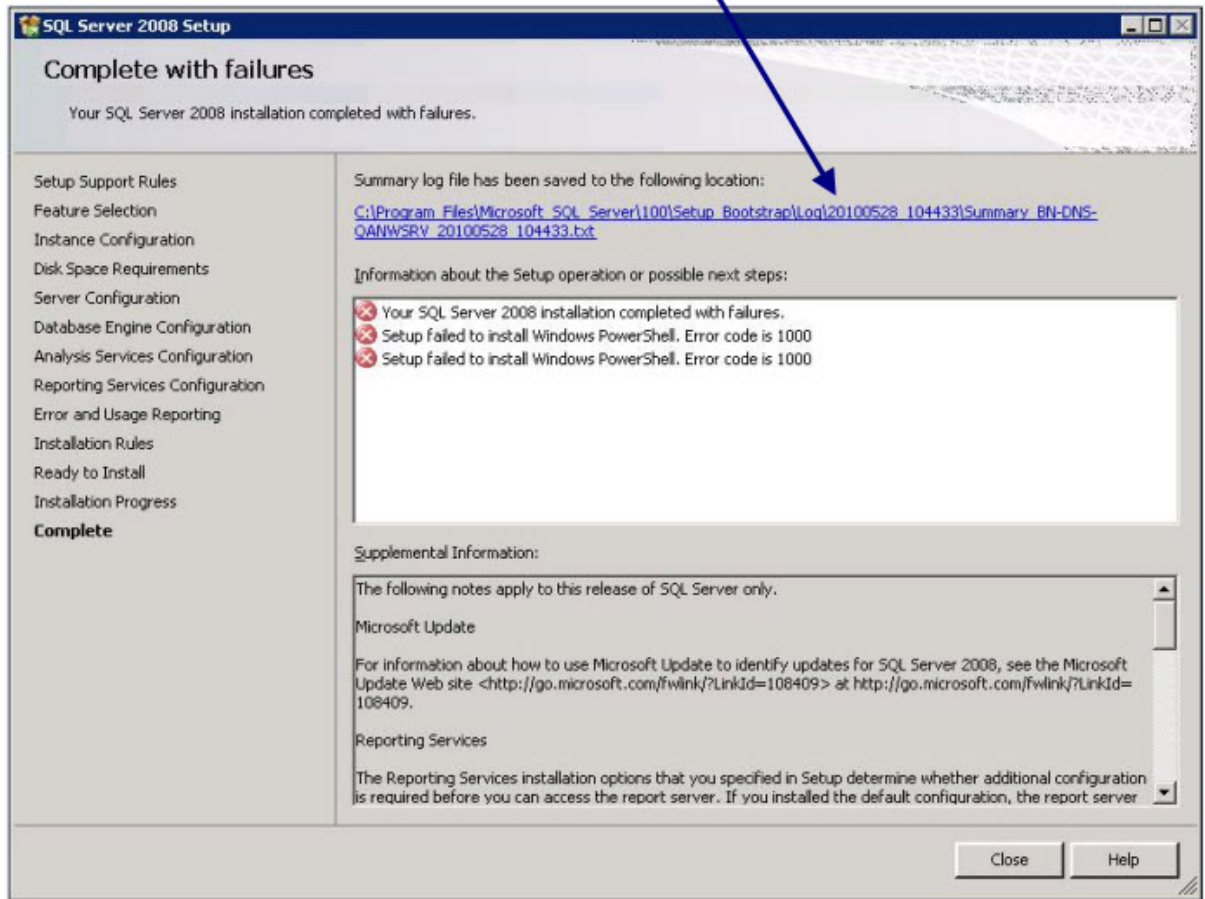 SQL Server 2008 Setup
Complete with failures
Your SQL Server 2008 installation completed with failures.
Setup Support Rules
Feature Selection
Instance Configuration
Disk Space Requirements
Server Configuration
Database Engine Configuration
Analysis Services Configuration
Reporting Services Configuration
Error and Usage Reporting
Installation Rules
Ready to Install
Installation Progress
Complete
Summary log file has been saved to the following location:
C:\Program Files\Microsoft SQL Server\100\Setup Bootstrap\Log\20100528_104433\Summary_BN-DNS-
QANWSRV_20100528_104433.txt
Information about the Setup operation or possible next steps:
Your SQL Server 2008 installation completed with failures.
Setup failed to install Windows PowerShell. Error code is 1000
Setup failed to install Windows PowerShell. Error code is 1000
Supplemental Information:
The following notes apply to this release of SQL Server only.
Microsoft Update
For information about how to use Microsoft Update to identify updates for SQL Server 2008, see the Microsoft
Update Web site <http://go.microsoft.com/fwlink/?LinkId=108409> at http://go.microsoft.com/fwlink/?LinkId=
108409.
Reporting Services
The Reporting Services installation options that you specified in Setup determine whether additional configuration
is required before you can access the report server. If you installed the default configuration, the report server
Close
Help